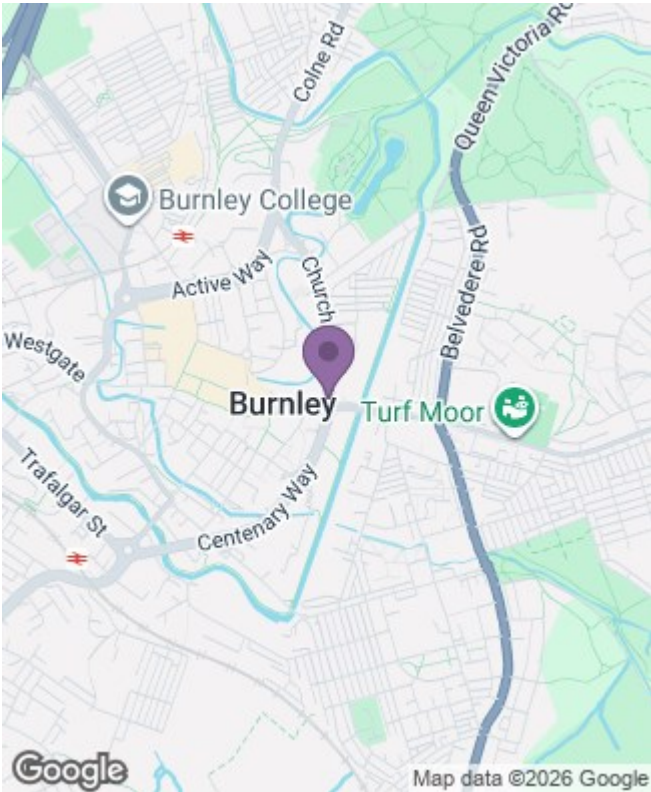 Colne Rd
Queen Victoria Rd
Burnley College
Active Way
Church
Belvedere Rd
Westgate
Burnley
Turf Moor
Trafalgar St
Centenary Way
Google
Map data ©2026 Google